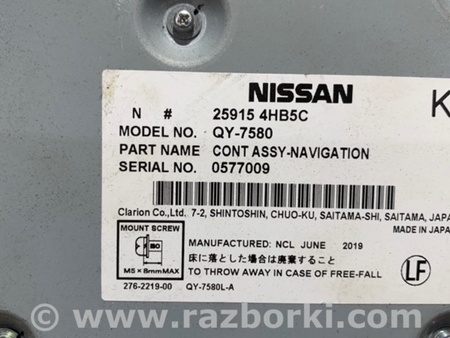 NISSAN
K
N # 25915 4HB5C
MODEL NO. QY-7580
PART NAME CONT ASSY-NAVIGATION
SERIAL NO. 0577009
Clarion Co.,Ltd. 7-2, SHINTOSHIN, CHUO-KU, SAITAMA-SHI, SAITAMA, JAPA
MADE IN JAPA
MOUNT SCREW
ISO
M5×8mmMAX
MANUFACTURED: NCL JUNE 2019
床に落とした場合は廃棄すること
TO THROW AWAY IN CASE OF FREE-FALL
LF
276-2219-00 QY-7580L-A
www.razborki.com